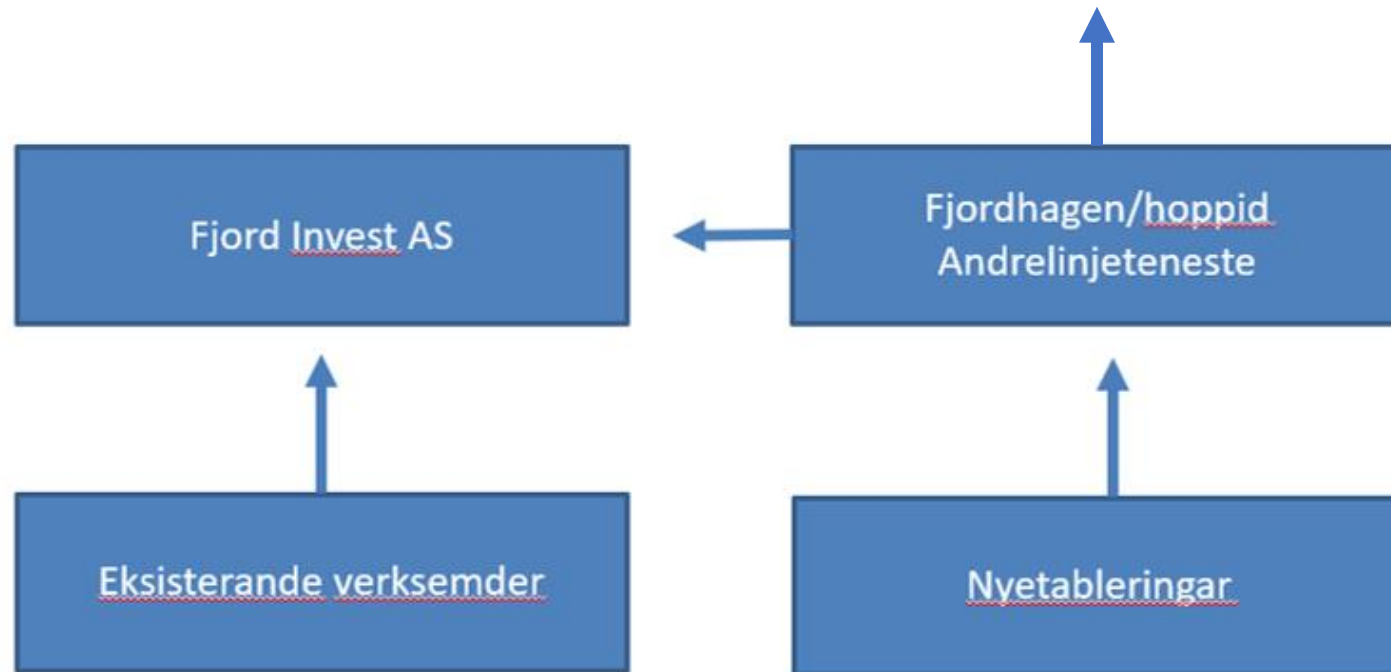 Fjord Invest AS
Fjordhagen/hoppid
Andrelinjeteneste
Eksisterande verksemder
Nyetableringar